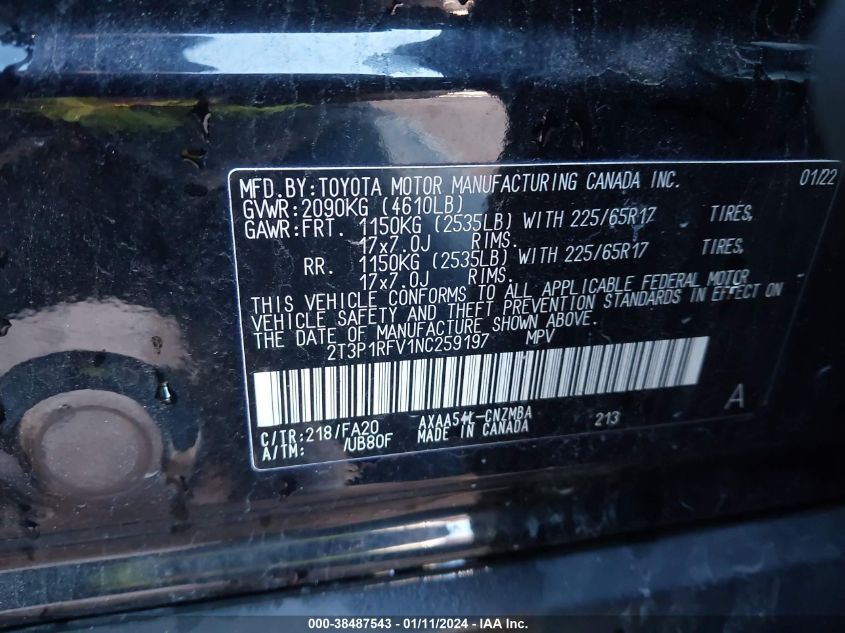 MFD.BY:TOYOTA MOTOR MANUFACTURING CANADA INC. 01/22
GVWR:2090KG (4610LB)
GAWR:FRT. 1150KG (2535LB) WITH 225/65R17 TIRES,
17x7.0J RIMS.
RR. 1150KG (2535LB) WITH 225/65R17 TIRES,
17x7.0J RIMS.
THIS VEHICLE CONFORMS TO ALL APPLICABLE FEDERAL MOTOR
VEHICLE SAFETY AND THEFT PREVENTION STANDARDS IN EFFECT ON
THE DATE OF MANUFACTURE SHOWN ABOVE.
2T3P1RFV1NC259197 MPV
A
C/TR:218/FA20 AXAA54L-CNZMBA 213
A/TM: /UB80F MADE IN CANADA
000-38487543 - 01/11/2024 - IAA Inc.